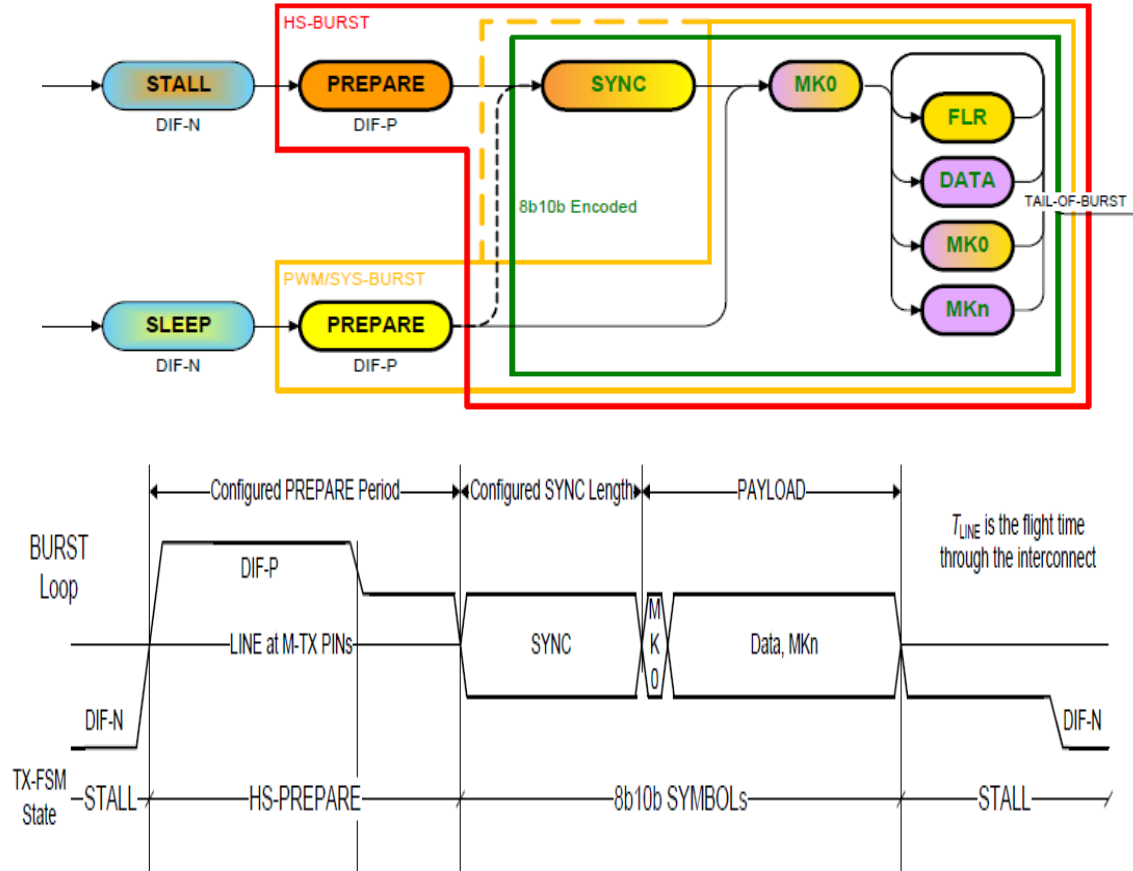 HS-BURST
STALL
DIF-N
PREPARE
DIF-P
SYNC
MK0
FLR
DATA
MK0
MKn
TAIL-OF-BURST
8b10b Encoded
PWM/SYS-BURST
SLEEP
DIF-N
PREPARE
DIF-P
Configured PREPARE Period
Configured SYNC Length
PAYLOAD
TLINE is the flight time
through the interconnect
BURST
Loop
DIF-P
LINE at M-TX PINs
SYNC
M
K
0
Data, MKn
DIF-N
DIF-N
TX-FSM
State
STALL
HS-PREPARE
8b10b SYMBOLs
STALL